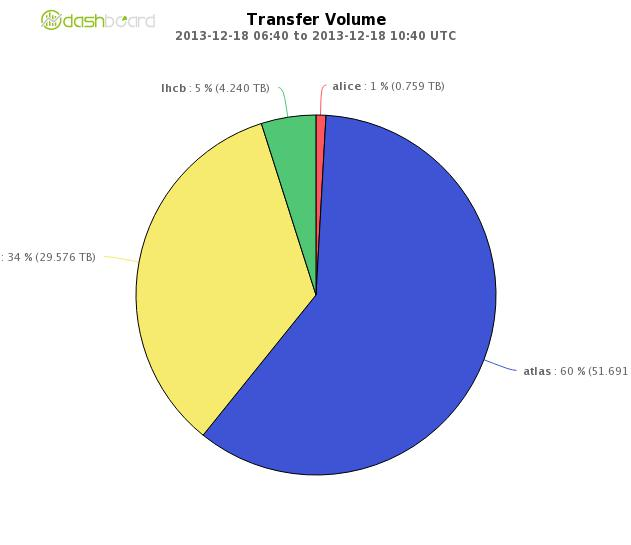 dashboard
Transfer Volume
2013-12-18 06:40 to 2013-12-18 10:40 UTC
lhcb : 5 % (4.240 TB)
alice : 1 % (0.759 TB)
: 34 % (29.576 TB)
atlas : 60 % (51.691